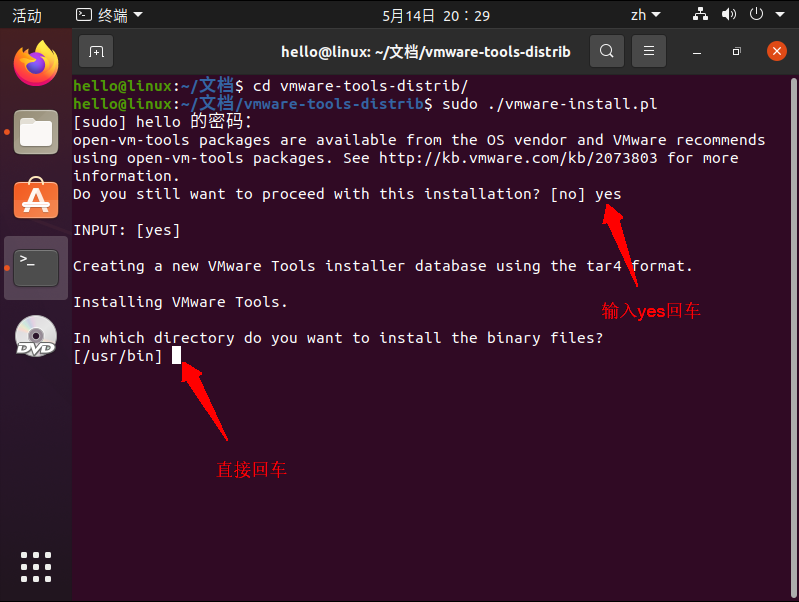 活动 终端 5月14日 20：29 zh
hello@linux: ~/文档/vmware-tools-distrib
hello@linux:~/文档$ cd vmware-tools-distrib/
hello@linux:~/文档/vmware-tools-distrib$ sudo ./vmware-install.pl
[sudo] hello 的密码：
open-vm-tools packages are available from the OS vendor and VMware recommends
using open-vm-tools packages. See http://kb.vmware.com/kb/2073803 for more
information.
Do you still want to proceed with this installation? [no] yes
INPUT: [yes]
Creating a new VMware Tools installer database using the tar4 format.
输入yes回车
Installing VMware Tools.
In which directory do you want to install the binary files?
[/usr/bin]
直接回车
DVD